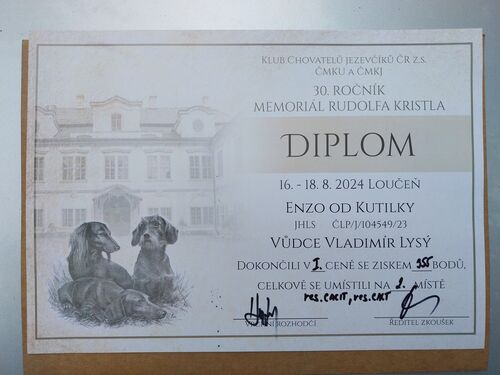 Klub Chovatelů jezevčíků ČR z.s.
ČMKU a ČMKJ
30. ročník
Memoriál Rudolfa Kristla
Diplom
16. - 18. 8. 2024 Loučeň
Enzo od Kutilky
JHLS ČLP/J/104549/23
Vůdce Vladimír Lysý
Dokončili v I. ceně se ziskem bodů,
celkově se umístili na 2. místě
res. CACIT, res. CACT
Vrchní rozhodčí
Ředitel zkoušek